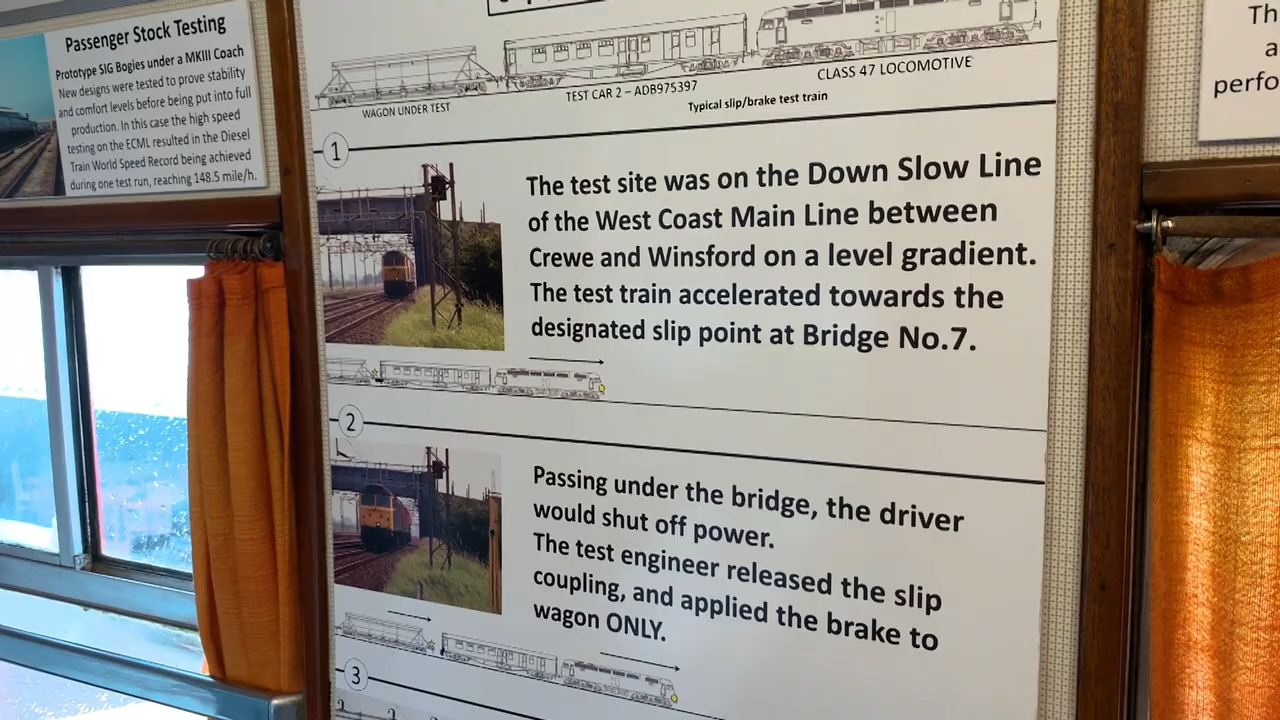 Passenger Stock Testing
Prototype SIG Bogies under a MKIII Coach
New designs were tested to prove stability
and comfort levels before being put into full
production. In this case the high speed
testing on the ECML resulted in the Diesel
Train World Speed Record being achieved
during one test run, reaching 148.5 mile/h.
WAGON UNDER TEST
TEST CAR 2 – ADB975397
CLASS 47 LOCOMOTIVE
Typical slip/brake test train
1
The test site was on the Down Slow Line
of the West Coast Main Line between
Crewe and Winsford on a level gradient.
The test train accelerated towards the
designated slip point at Bridge No.7.
2
Passing under the bridge, the driver
would shut off power.
The test engineer released the slip
coupling, and applied the brake to
wagon ONLY.
3
Th
a
perfo